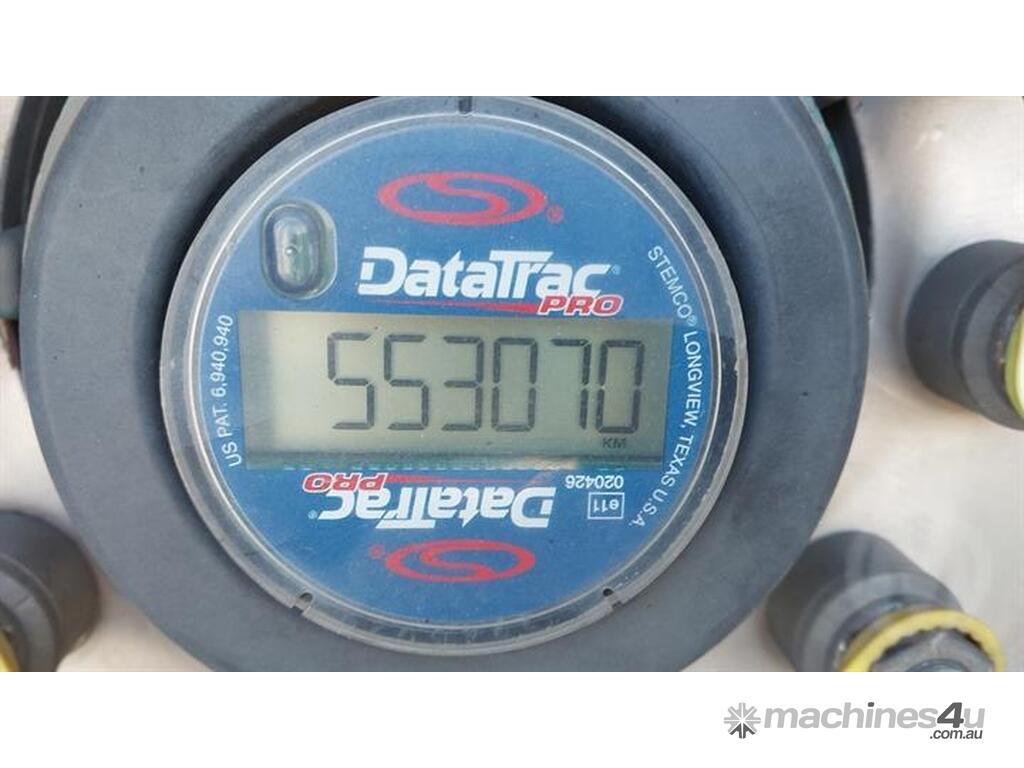 DataTrac®
PRO
US PAT. 6,940,940
STEMCO® LONGVIEW, TEXAS U.S.A.
553070
KM
020426
e11
DataTrac®
PRO
machines4u
.com.au